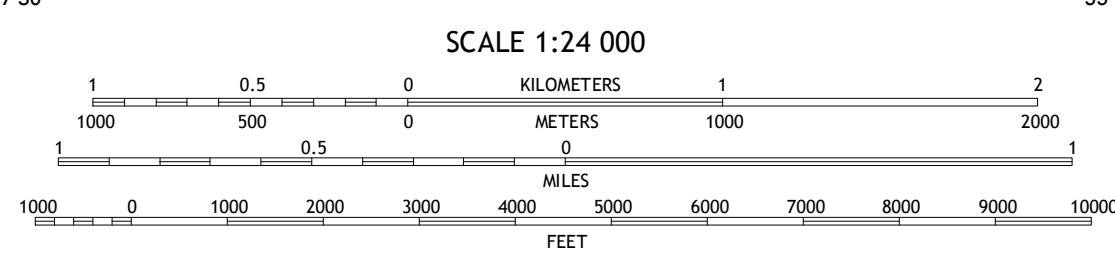 SCALE 1:24 000
1 0.5 0 KILOMETERS 1 2
1000 500 0 METERS 1000 2000
1 0.5 0 1
MILES
1000 0 1000 2000 3000 4000 5000 6000 7000 8000 9000 10000
FEET